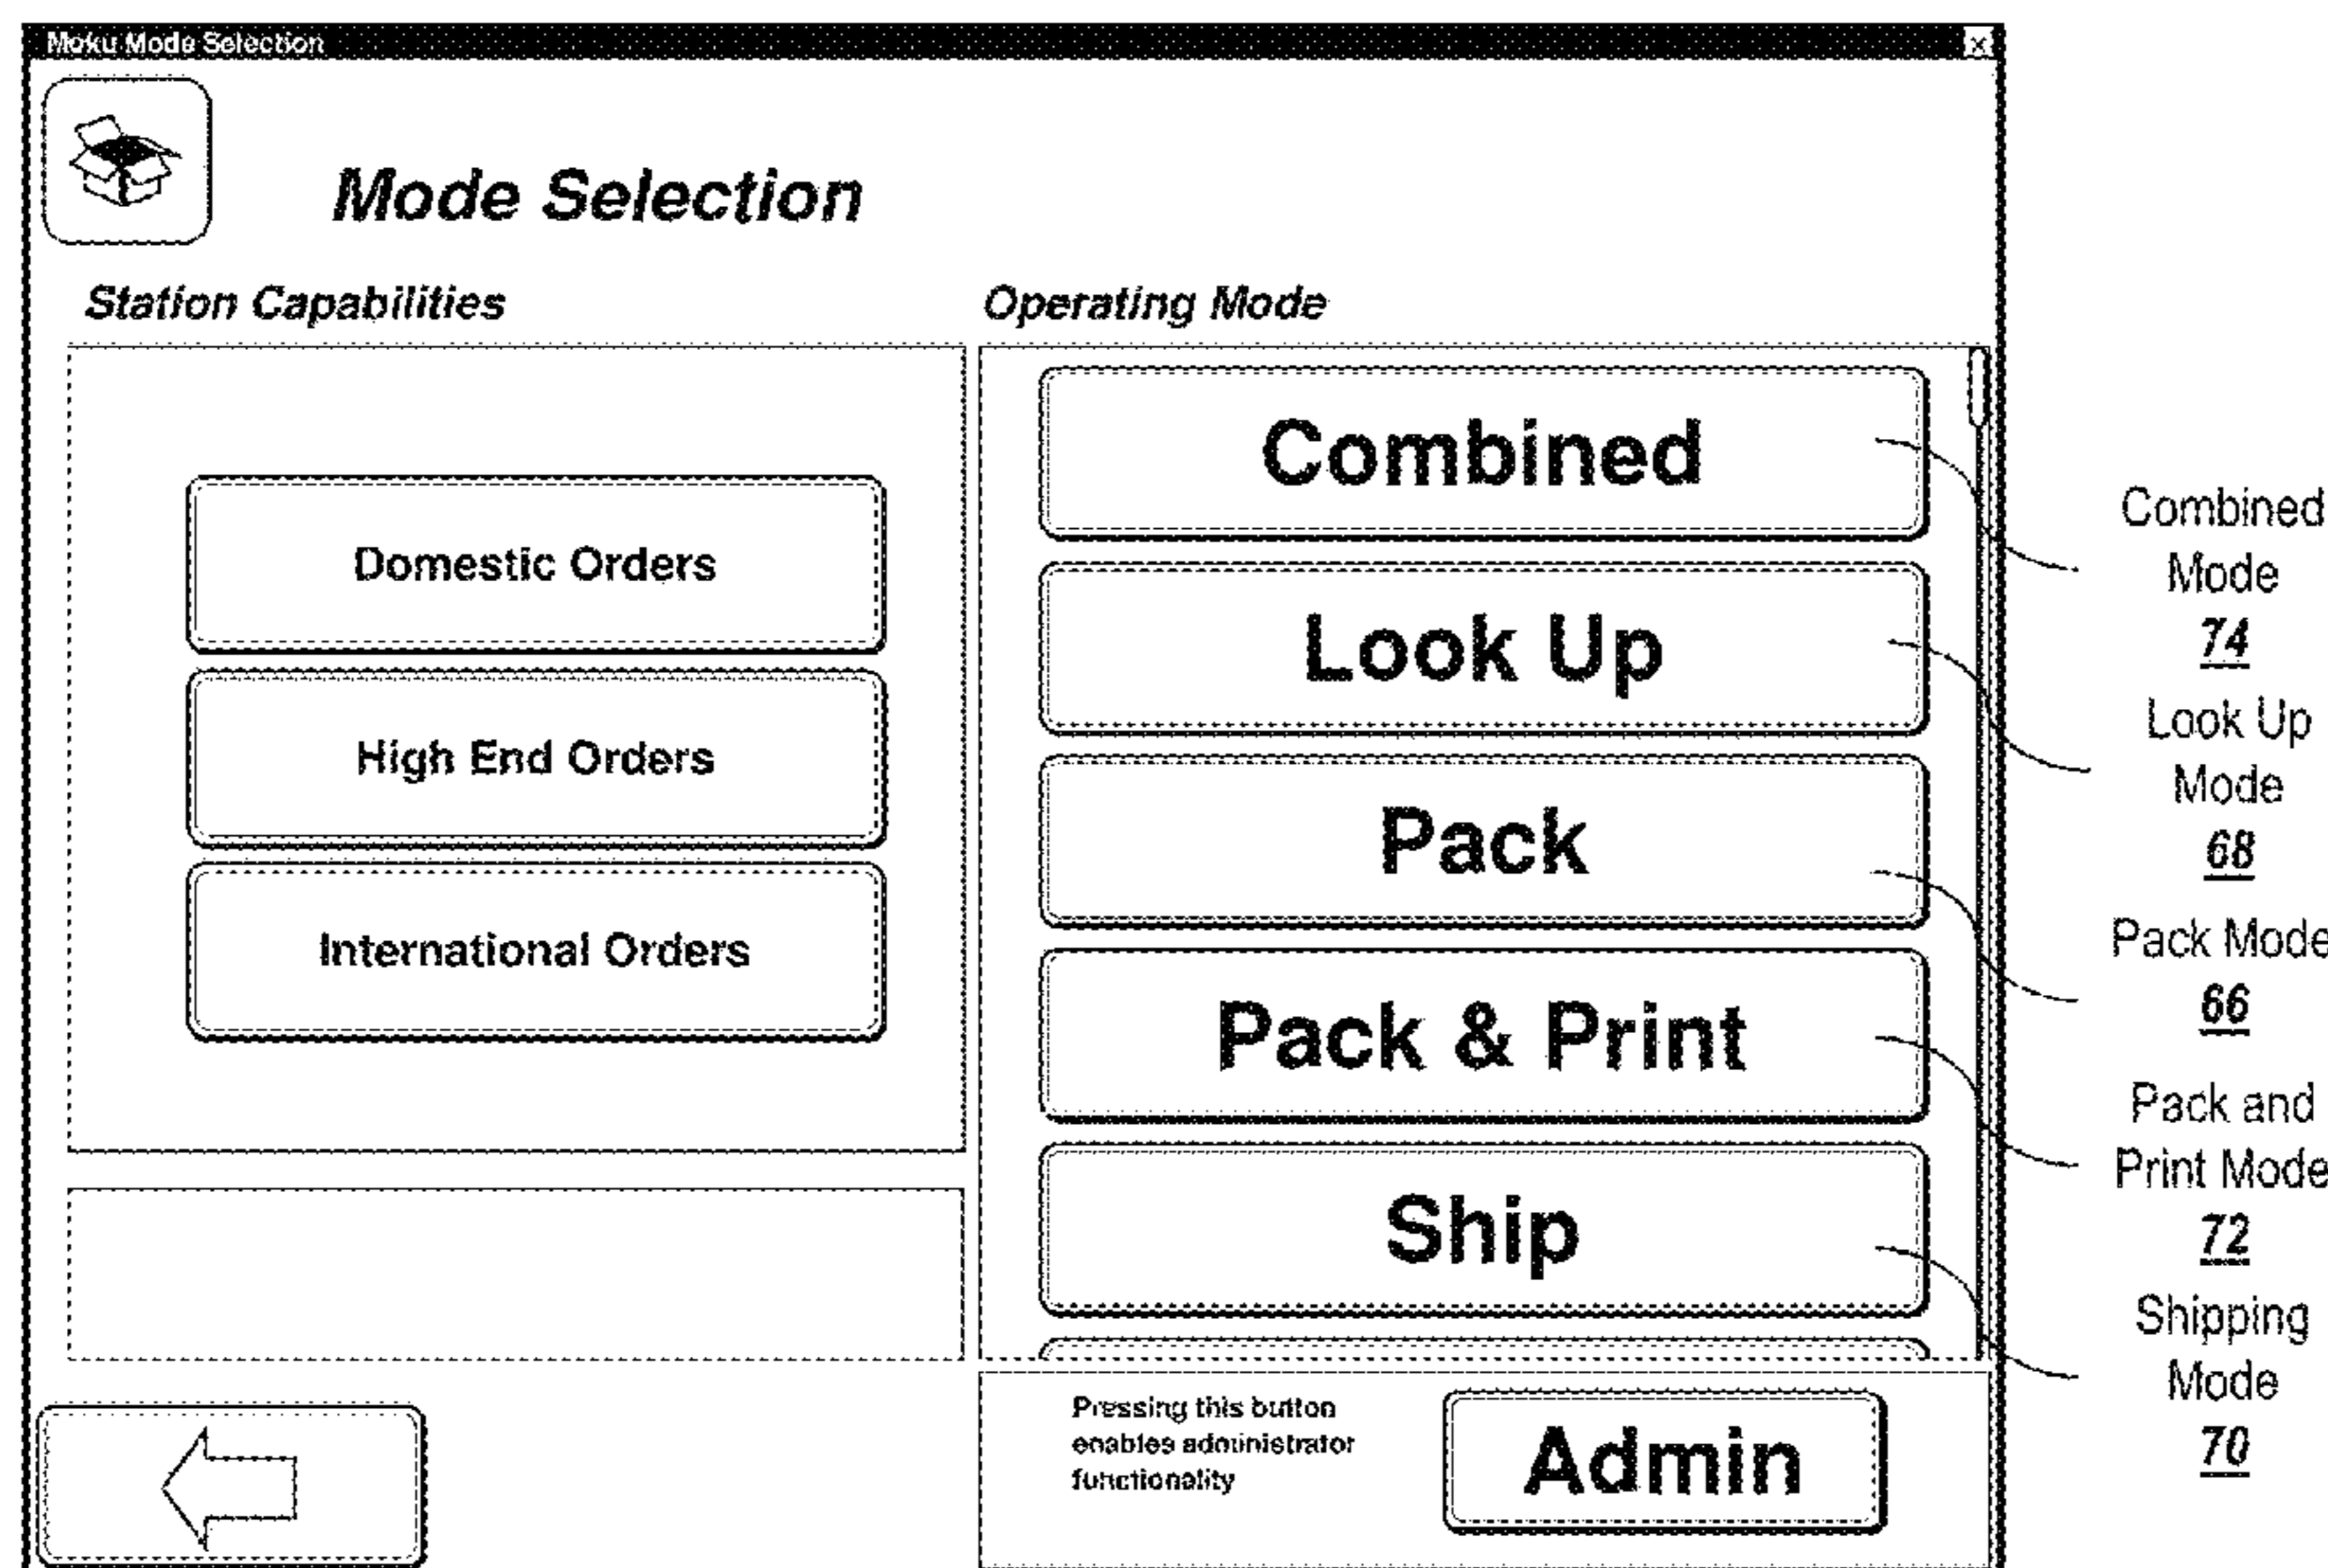 Moku Mode Selection
Mode Selection
Station Capabilities
Domestic Orders
High End Orders
International Orders
Operating Mode
Combined
Look Up
Pack
Pack & Print
Ship
Pressing this button
enables administrator
functionality
Admin
Combined
Mode
74
Look Up
Mode
68
Pack Mode
66
Pack and
Print Mode
72
Shipping
Mode
70